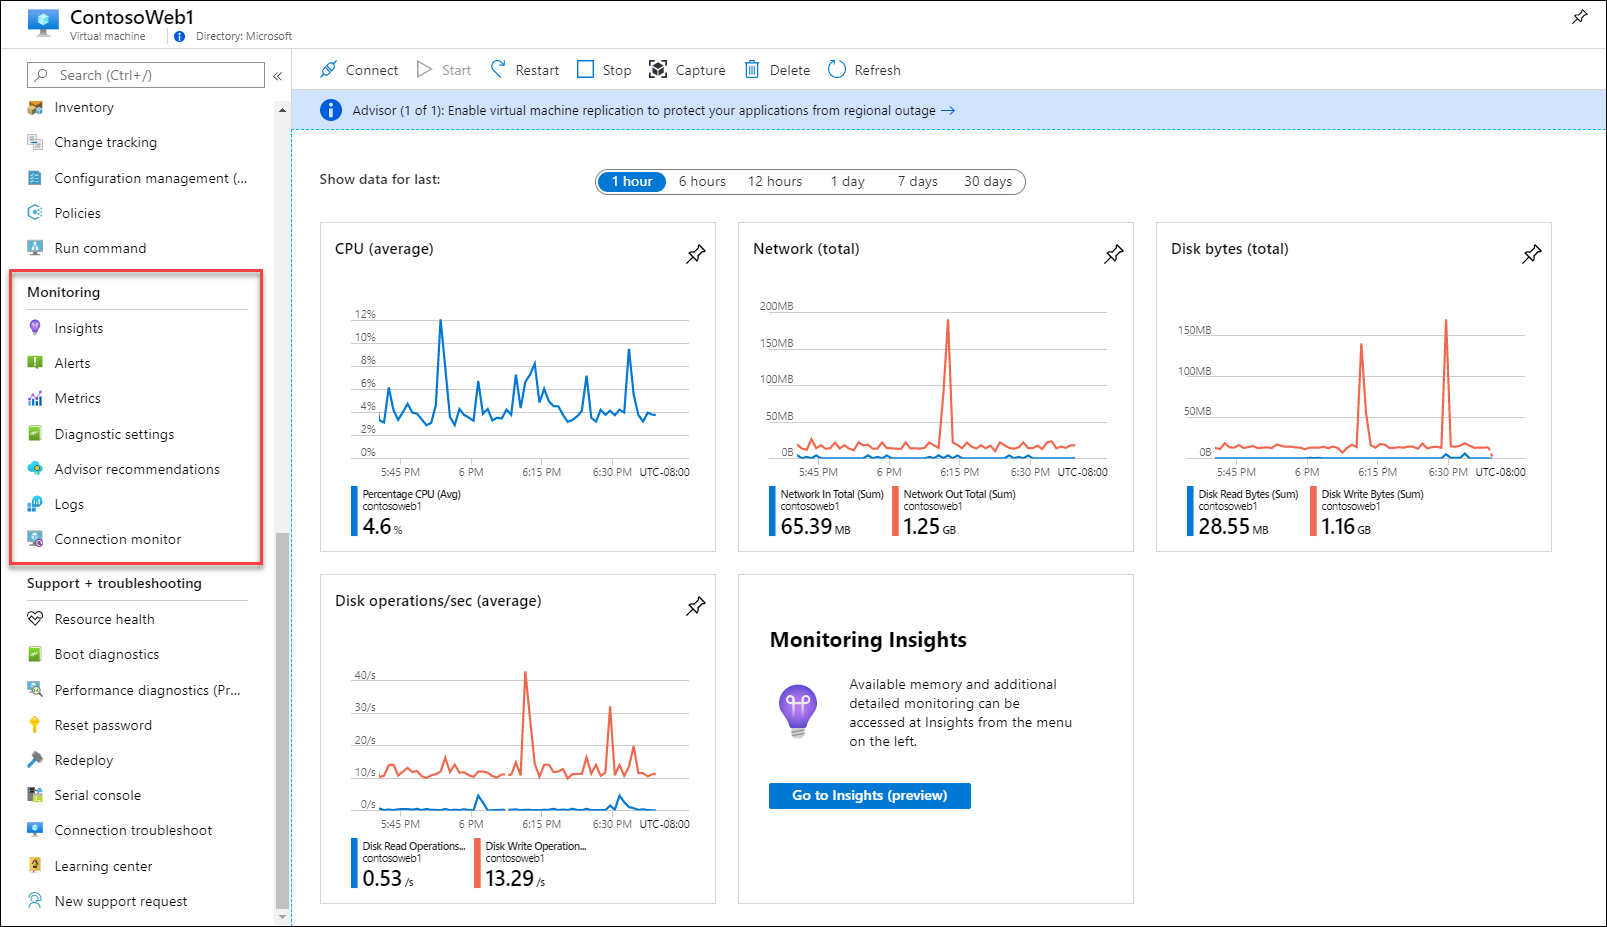 ContosoWeb1
Virtual machine
Directory: Microsoft
Search (Ctrl+/)
«
Inventory
Change tracking
Configuration management (...
Policies
Run command
Monitoring
Insights
Alerts
Metrics
Diagnostic settings
Advisor recommendations
Logs
Connection monitor
Support + troubleshooting
Resource health
Boot diagnostics
Performance diagnostics (Pr...
Reset password
Redeploy
Serial console
Connection troubleshoot
Learning center
New support request
Connect Start Restart Stop Capture Delete Refresh
Advisor (1 of 1): Enable virtual machine replication to protect your applications from regional outage →
Show data for last:
1 hour 6 hours 12 hours 1 day 7 days 30 days
CPU (average)
12%
10%
8%
6%
4%
2%
0%
5:45 PM 6 PM 6:15 PM 6:30 PM UTC-08:00
Percentage CPU (Avg)
contosoweb1
4.6 %
Network (total)
200MB
150MB
100MB
50MB
0B
5:45 PM 6 PM 6:15 PM 6:30 PM UTC-08:00
Network In Total (Sum)
contosoweb1
65.39 MB
Network Out Total (Sum)
contosoweb1
1.25 GB
Disk bytes (total)
150MB
100MB
50MB
0B
5:45 PM 6 PM 6:15 PM 6:30 PM UTC-08:00
Disk Read Bytes (Sum)
contosoweb1
28.55 MB
Disk Write Bytes (Sum)
contosoweb1
1.16 GB
Disk operations/sec (average)
40/s
30/s
20/s
10/s
0/s
5:45 PM 6 PM 6:15 PM 6:30 PM UTC-08:00
Disk Read Operations...
contosoweb1
0.53 /s
Disk Write Operation...
contosoweb1
13.29 /s
Monitoring Insights
Available memory and additional
detailed monitoring can be
accessed at Insights from the menu
on the left.
Go to Insights (preview)